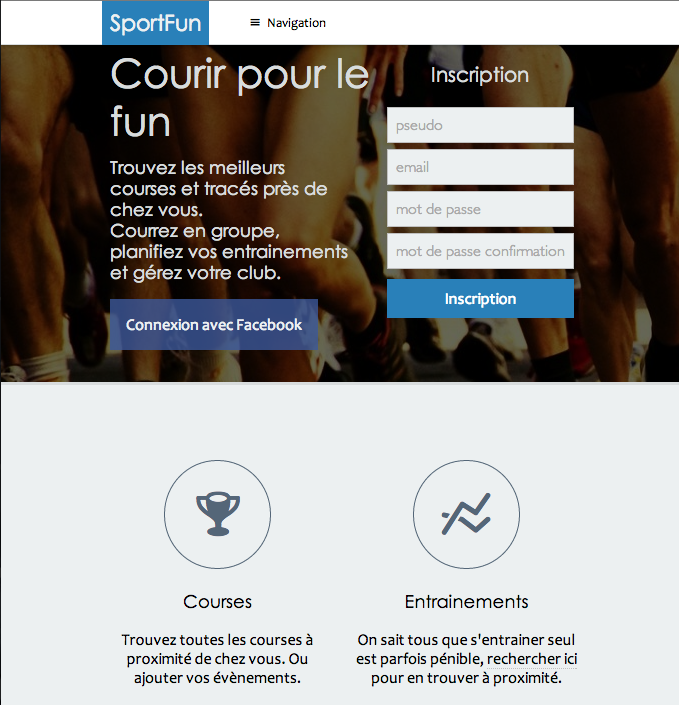 SportFun
Navigation
Courir pour le
fun
Trouvez les meilleurs
courses et tracés près de
chez vous.
Courrez en groupe,
planifiez vos entrainements
et gérez votre club.
Connexion avec Facebook
Inscription
pseudo
email
mot de passe
mot de passe confirmation
Inscription
Courses
Trouvez toutes les courses à
proximité de chez vous. Ou
ajouter vos évènements.
Entrainements
On sait tous que s'entrainer seul
est parfois pénible, rechercher ici
pour en trouver à proximité.